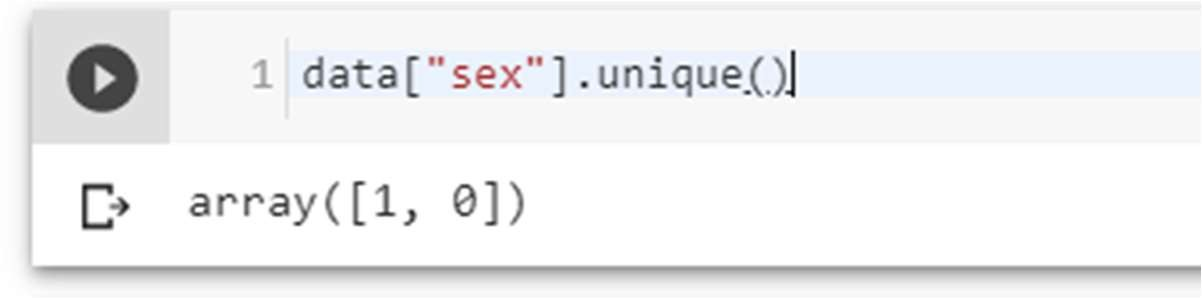 1 data["sex"].unique()
array([1, 0])